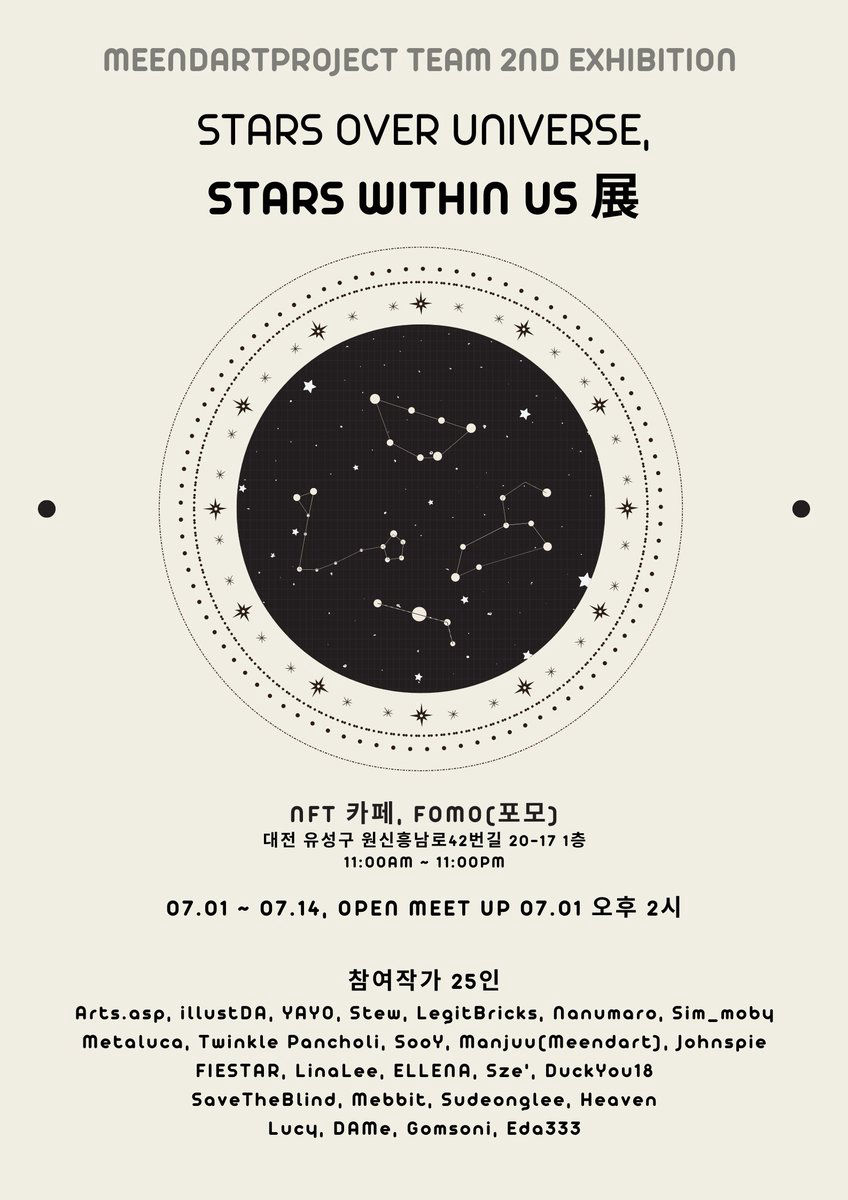 MEENDARTPROJECT TEAM 2ND EXHIBITION
STARS OVER UNIVERSE,
STARS WITHIN US 展
NFT 카페, FOMO(포모)
대전 유성구 원신흥남로42번길 20-17 1층
11:00AM ~ 11:00PM
07.01 ~ 07.14, OPEN MEET UP 07.01 오후 2시
참여작가 25인
Arts.asp, illustDA, YAYO, Stew, LegitBricks, Nanumaro, Sim_moby
Metaluca, Twinkle Pancholi, SooY, Manjuu(Meendart), Johnspie
FIESTAR, LinaLee, ELLENA, Sze', DuckYou18
SaveTheBlind, Mebbit, Sudeonglee, Heaven
Lucy, DAMe, Gomsoni, Eda333